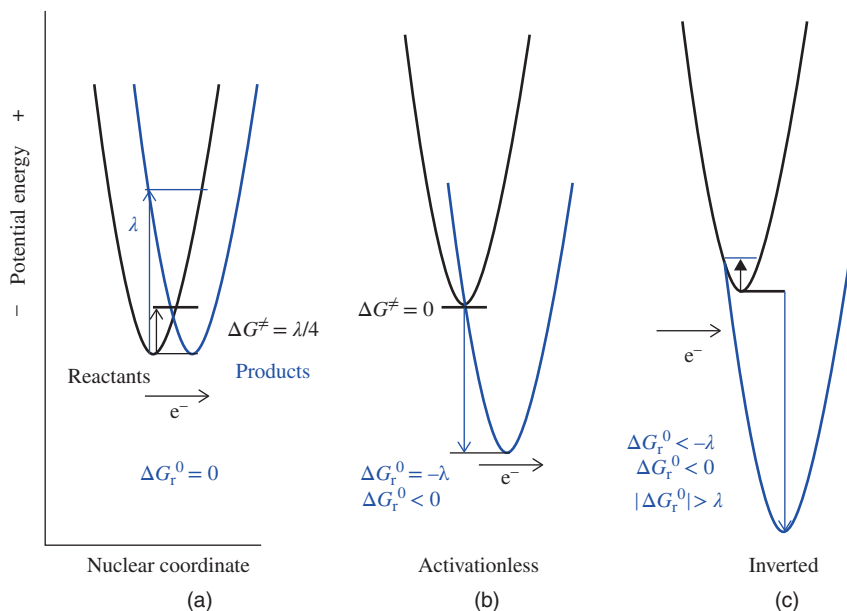 − Potential energy +
λ
ΔG≠ = λ/4
Reactants
Products
e−
ΔGr0 = 0
Nuclear coordinate
(a)
ΔG≠ = 0
e−
ΔGr0 = −λ
ΔGr0 < 0
Activationless
(b)
e−
ΔGr0 < −λ
ΔGr0 < 0
|ΔGr0| > λ
Inverted
(c)